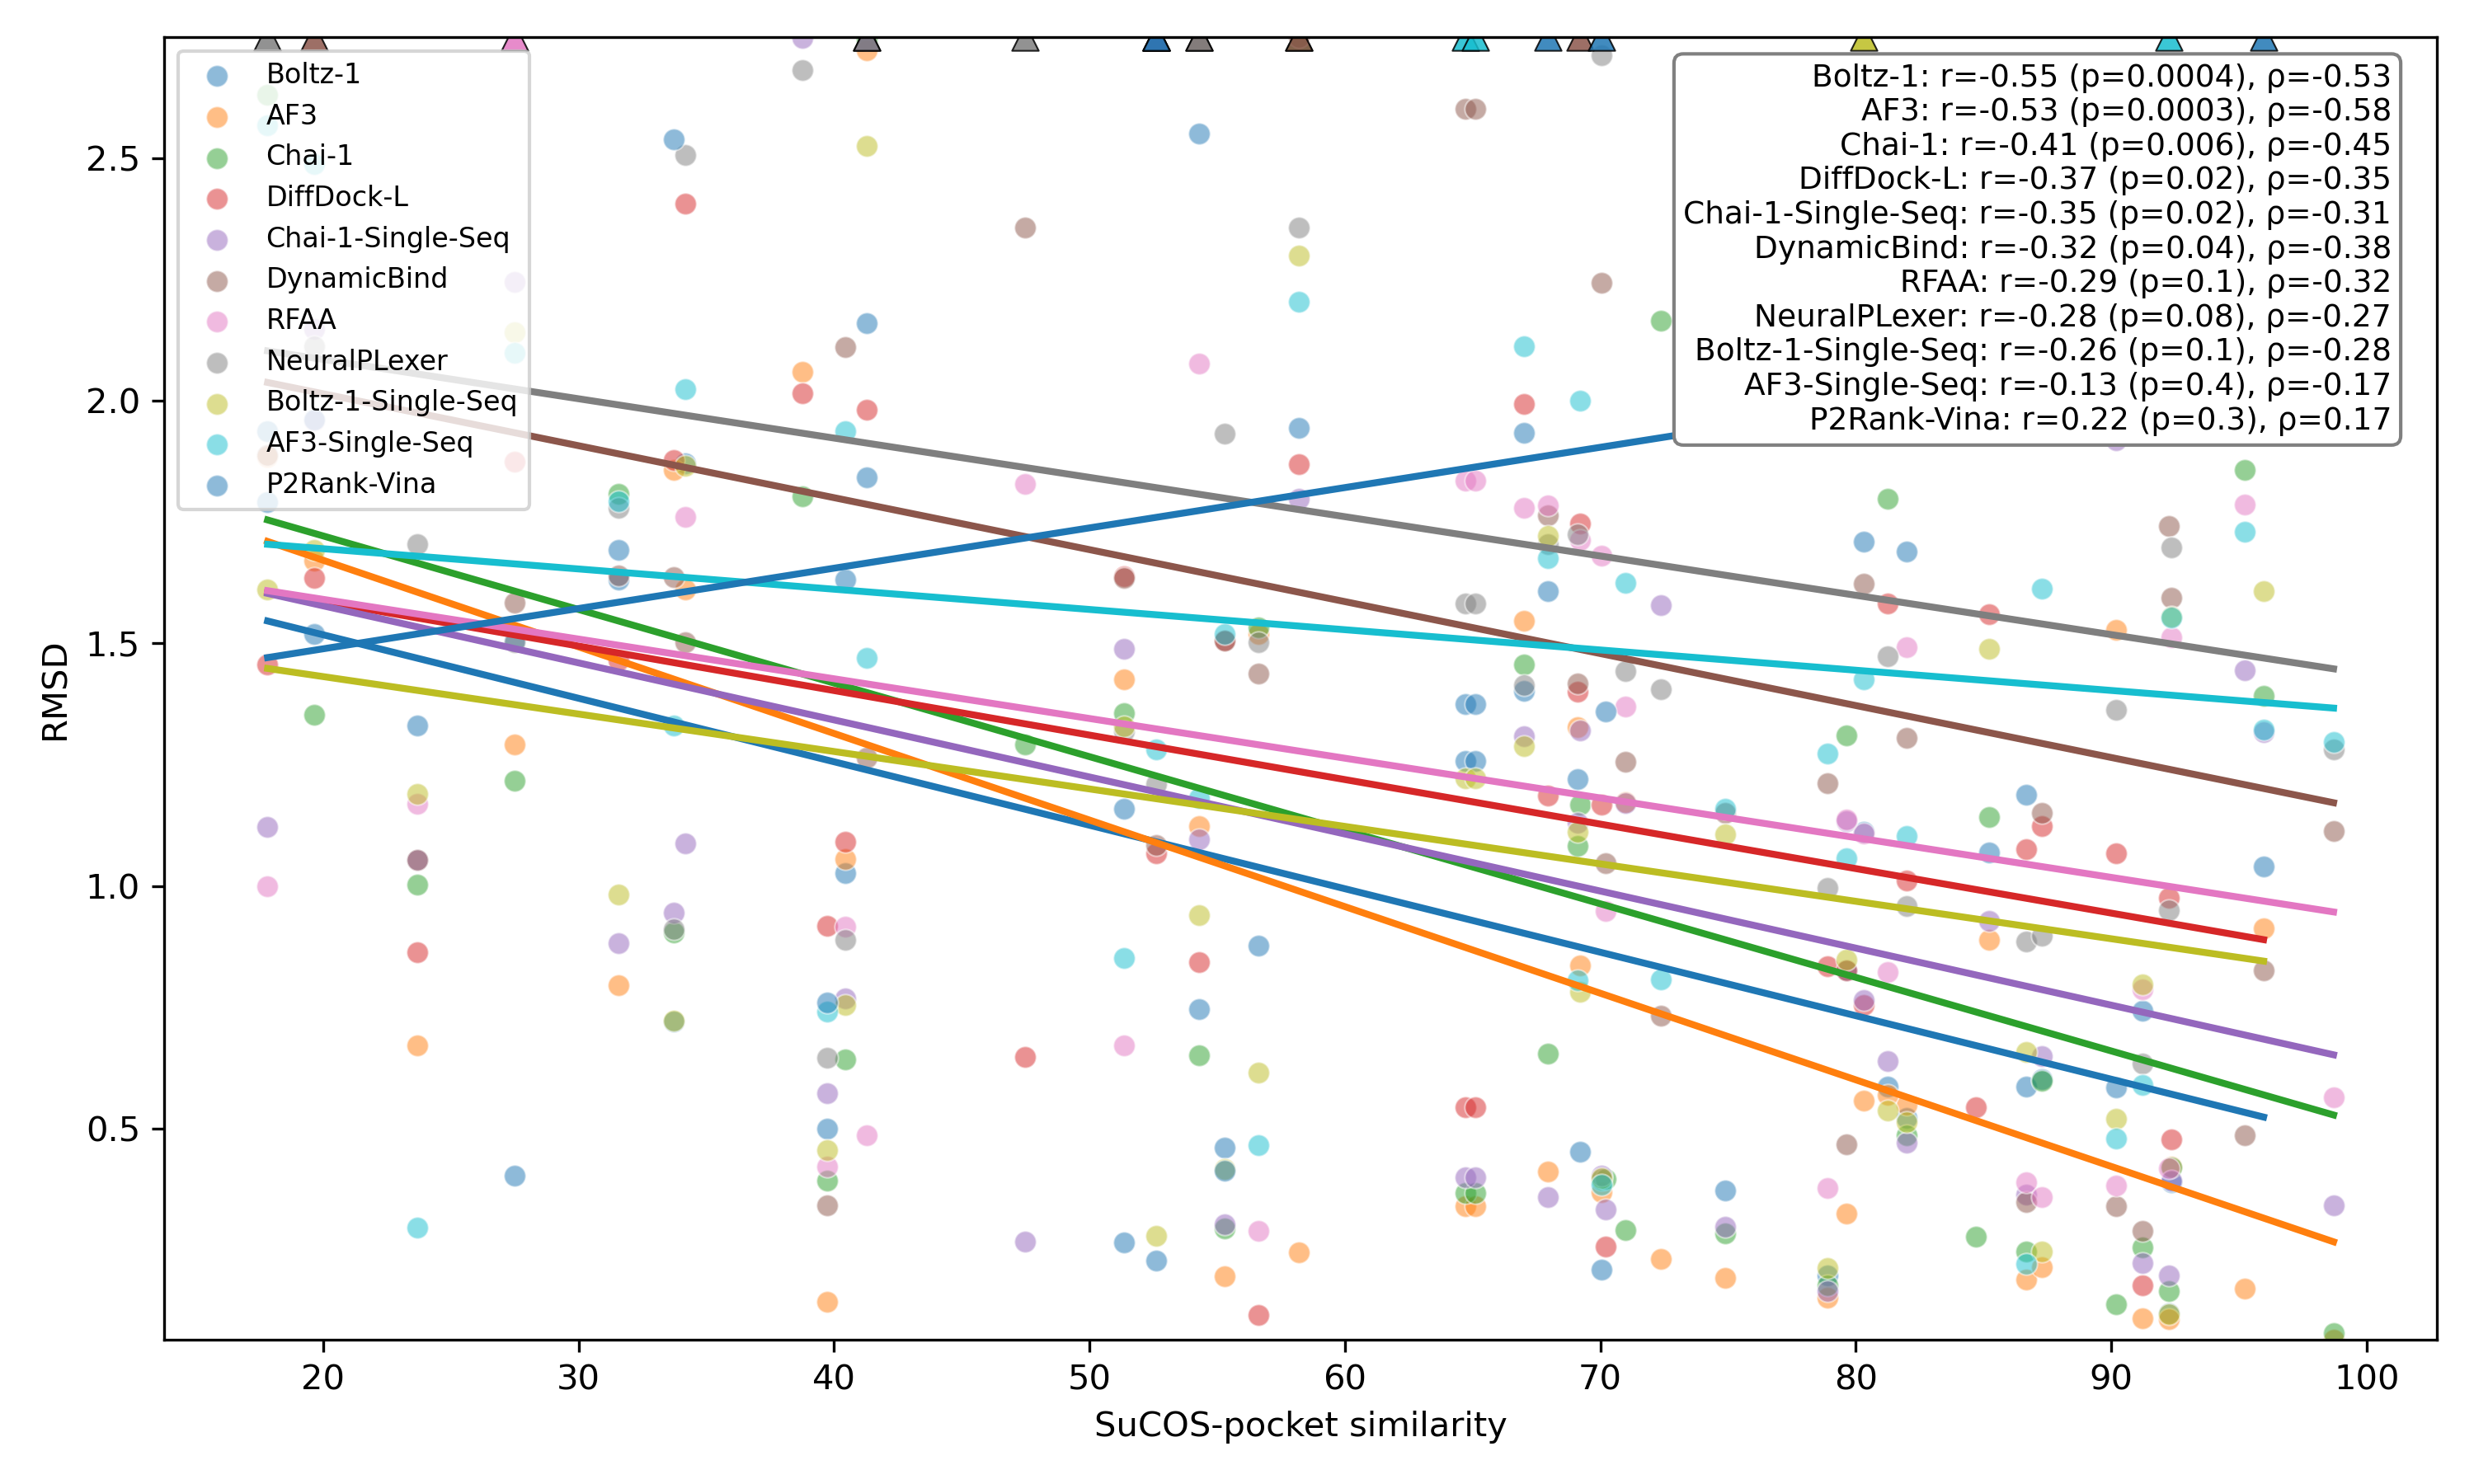 Boltz-1
AF3
Chai-1
DiffDock-L
Chai-1-Single-Seq
DynamicBind
RFAA
NeuralPLexer
Boltz-1-Single-Seq
AF3-Single-Seq
P2Rank-Vina
Boltz-1: r=-0.55 (p=0.0004), ρ=-0.53
AF3: r=-0.53 (p=0.0003), ρ=-0.58
Chai-1: r=-0.41 (p=0.006), ρ=-0.45
DiffDock-L: r=-0.37 (p=0.02), ρ=-0.35
Chai-1-Single-Seq: r=-0.35 (p=0.02), ρ=-0.31
DynamicBind: r=-0.32 (p=0.04), ρ=-0.38
RFAA: r=-0.29 (p=0.1), ρ=-0.32
NeuralPLexer: r=-0.28 (p=0.08), ρ=-0.27
Boltz-1-Single-Seq: r=-0.26 (p=0.1), ρ=-0.28
AF3-Single-Seq: r=-0.13 (p=0.4), ρ=-0.17
P2Rank-Vina: r=0.22 (p=0.3), ρ=0.17
2.5
2.0
1.5
1.0
0.5
RMSD
20 30 40 50 60 70 80 90 100
SuCOS-pocket similarity